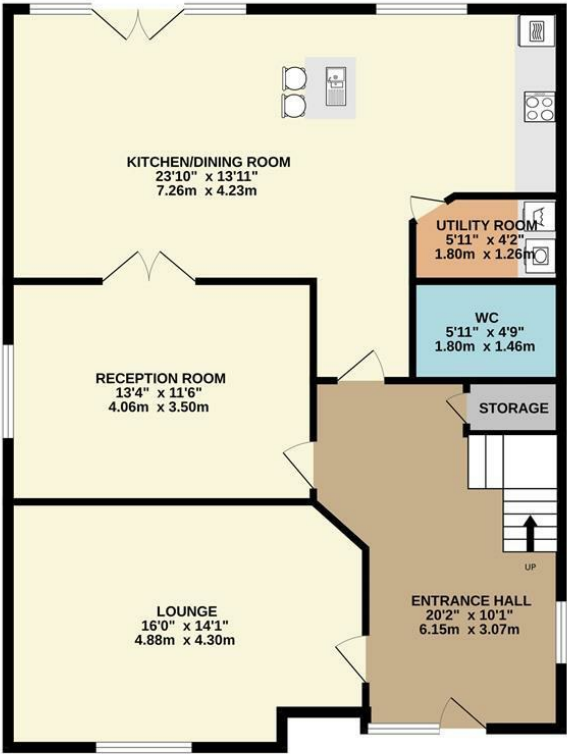 KITCHEN/DINING ROOM
23'10" x 13'11"
7.26m x 4.23m
UTILITY ROOM
5'11" x 4'2"
1.80m x 1.26m
WC
5'11" x 4'9"
1.80m x 1.46m
RECEPTION ROOM
13'4" x 11'6"
4.06m x 3.50m
STORAGE
UP
ENTRANCE HALL
20'2" x 10'1"
6.15m x 3.07m
LOUNGE
16'0" x 14'1"
4.88m x 4.30m